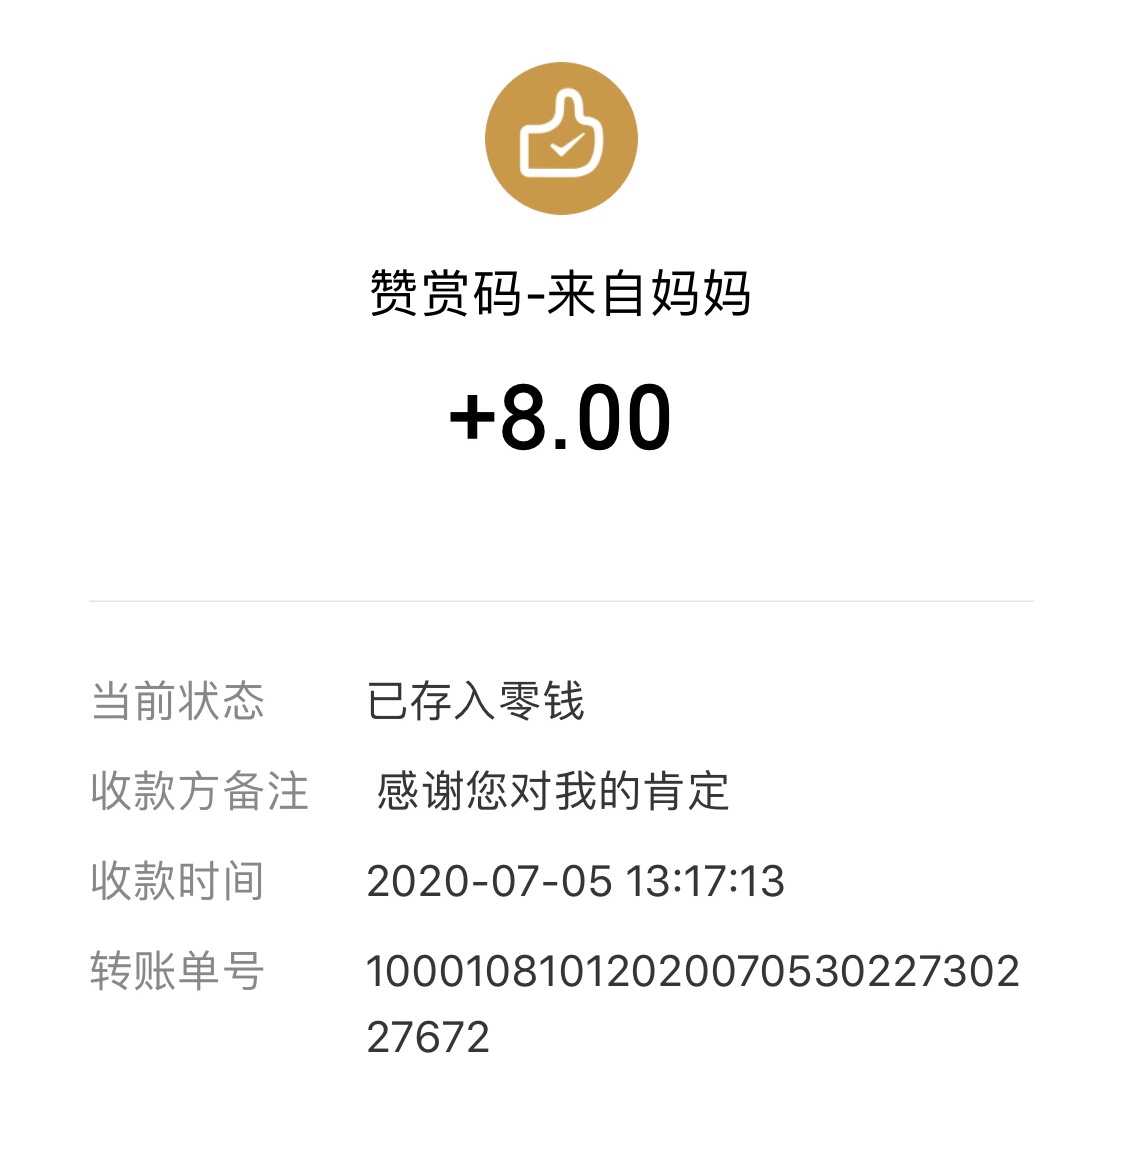 赞赏码-来自妈妈
+8.00
当前状态 已存入零钱
收款方备注 感谢您对我的肯定
收款时间 2020-07-05 13:17:13
转账单号 10001081012020070530227302
27672